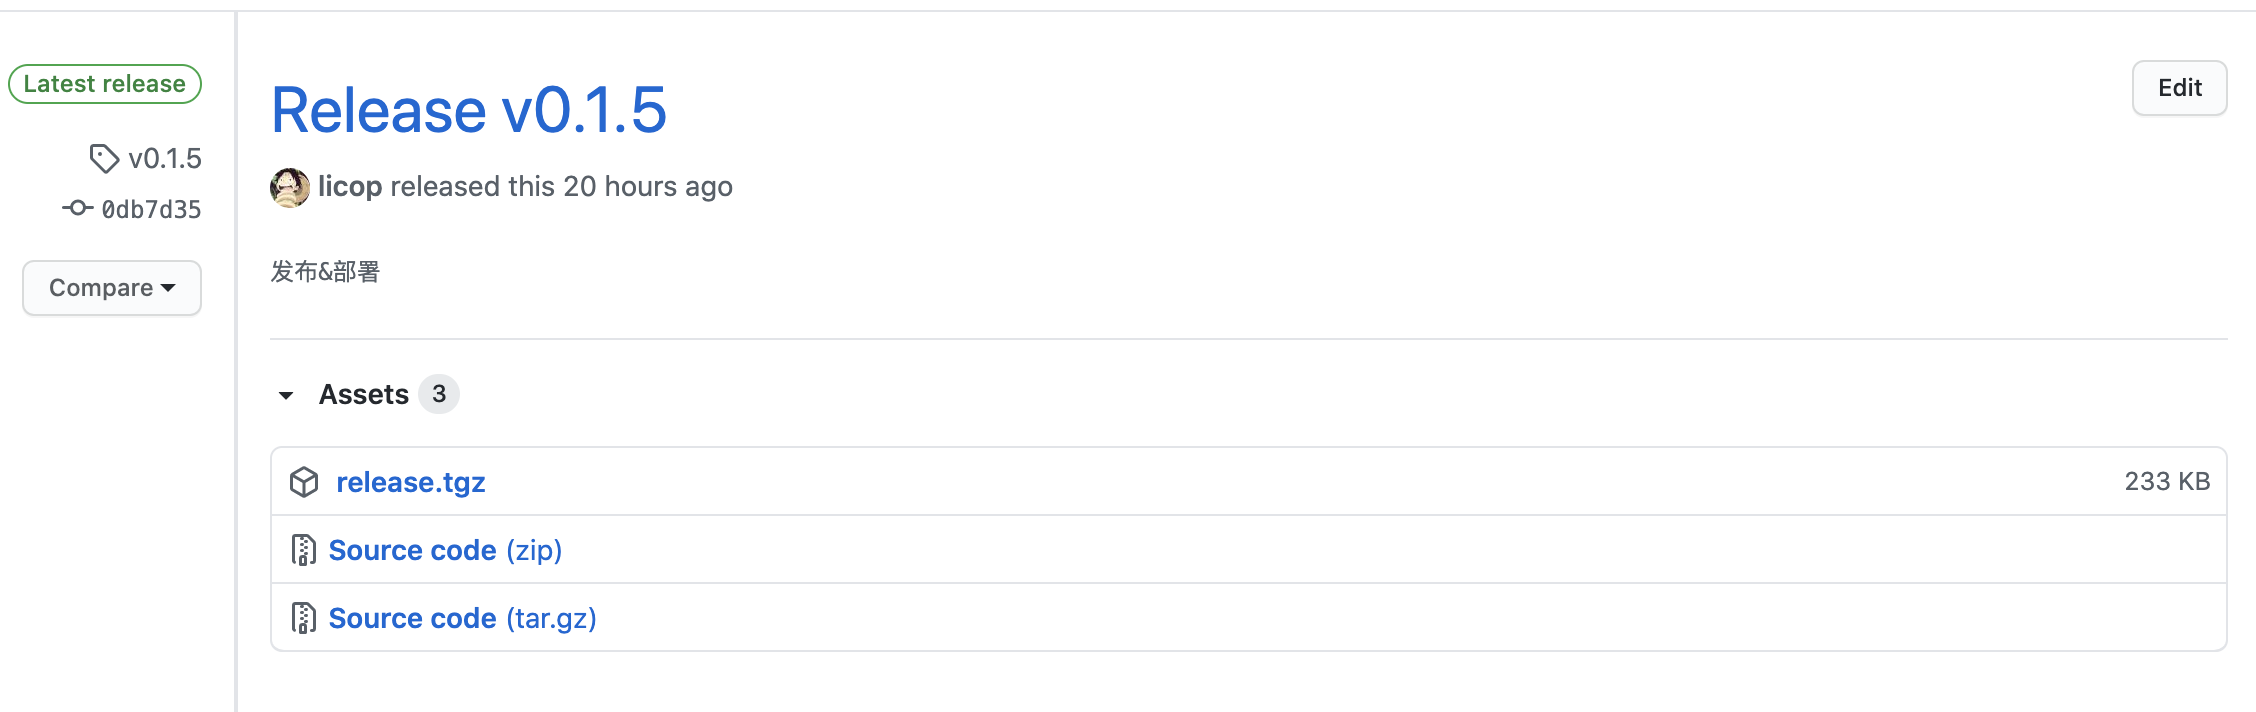 Latest release
v0.1.5
0db7d35
Compare
Release v0.1.5
Edit
licop released this 20 hours ago
发布&部署
Assets 3
release.tgz 233 KB
Source code (zip)
Source code (tar.gz)